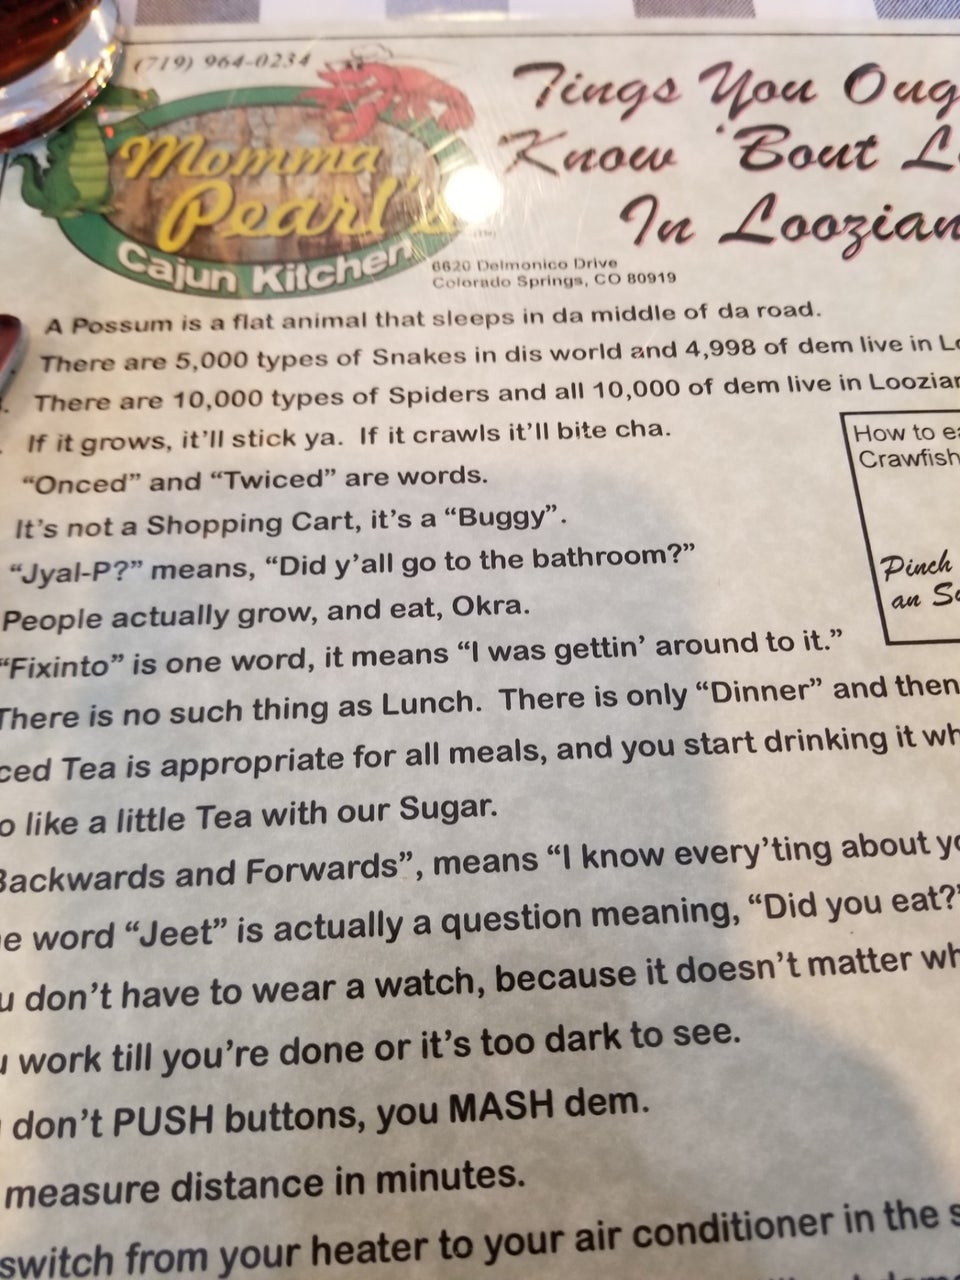 (719) 964-0234
Momma
Pearl's
Cajun Kitchen
Tings You Oug
Know 'Bout L
In Loozian
6620 Delmonico Drive
Colorado Springs, CO 80919
A Possum is a flat animal that sleeps in da middle of da road.
There are 5,000 types of Snakes in dis world and 4,998 of dem live in Lo
There are 10,000 types of Spiders and all 10,000 of dem live in Loozian
If it grows, it'll stick ya. If it crawls it'll bite cha.
"Onced" and "Twiced" are words.
It's not a Shopping Cart, it's a "Buggy".
"Jyal-P?" means, "Did y'all go to the bathroom?"
People actually grow, and eat, Okra.
"Fixinto" is one word, it means "I was gettin' around to it."
There is no such thing as Lunch. There is only "Dinner" and then
ced Tea is appropriate for all meals, and you start drinking it wh
o like a little Tea with our Sugar.
Backwards and Forwards", means "I know every'ting about yo
e word "Jeet" is actually a question meaning, "Did you eat?"
u don't have to wear a watch, because it doesn't matter wh
u work till you're done or it's too dark to see.
don't PUSH buttons, you MASH dem.
measure distance in minutes.
switch from your heater to your air conditioner in the s
How to ea
Crawfish
Pinch
an S